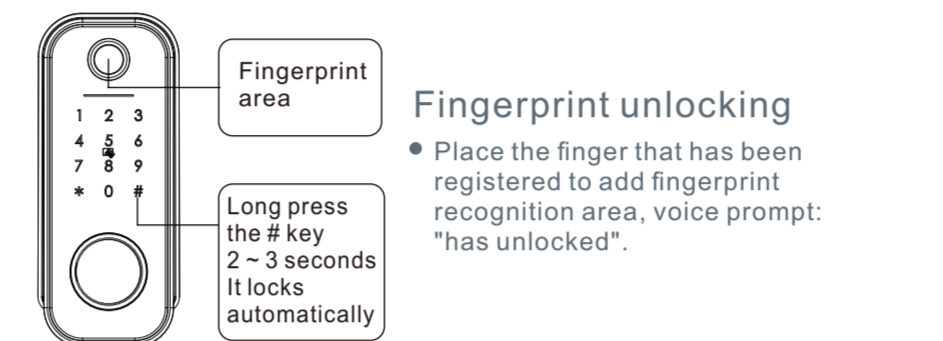 Fingerprint
area
1 2 3
4 5 6
7 8 9
* 0 #
Long press
the # key
2 ~ 3 seconds
It locks
automatically
Fingerprint unlocking
• Place the finger that has been
registered to add fingerprint
recognition area, voice prompt:
"has unlocked".